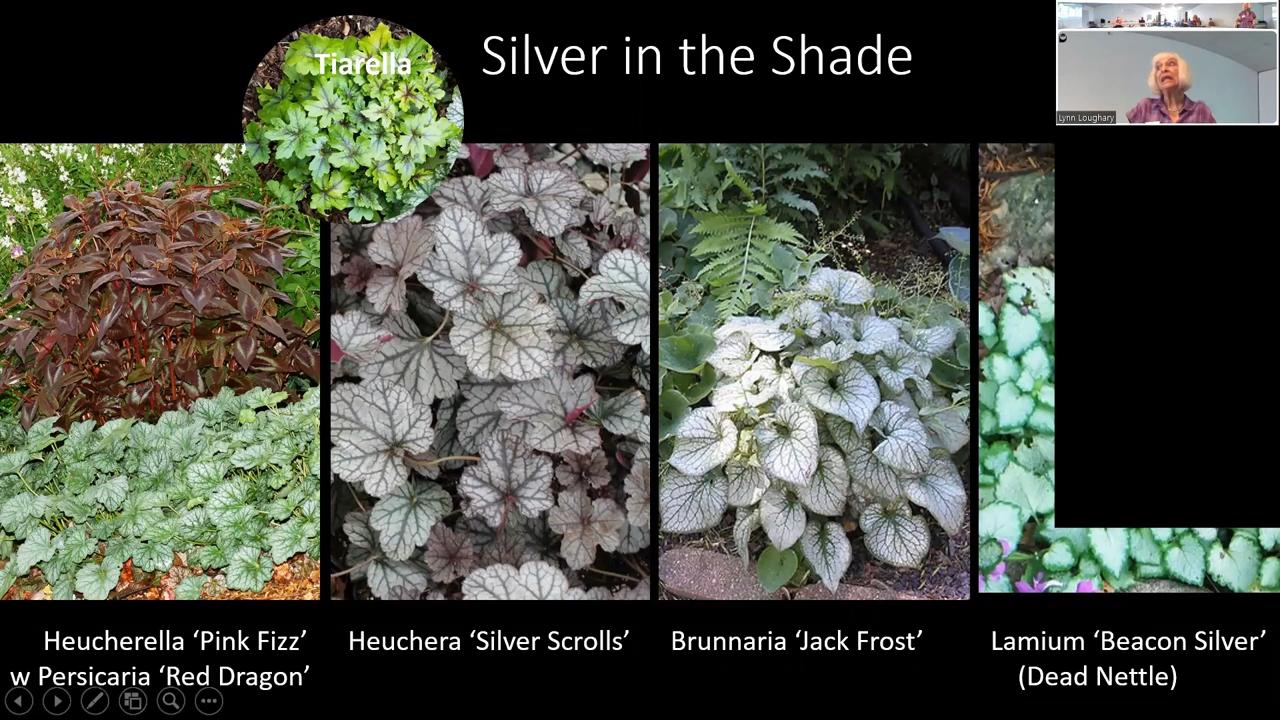 Tiarella
Silver in the Shade
Lynn Loughary
Heucherella ‘Pink Fizz’
w Persicaria ‘Red Dragon’
Heuchera ‘Silver Scrolls’
Brunnaria ‘Jack Frost’
Lamium ‘Beacon Silver’
(Dead Nettle)